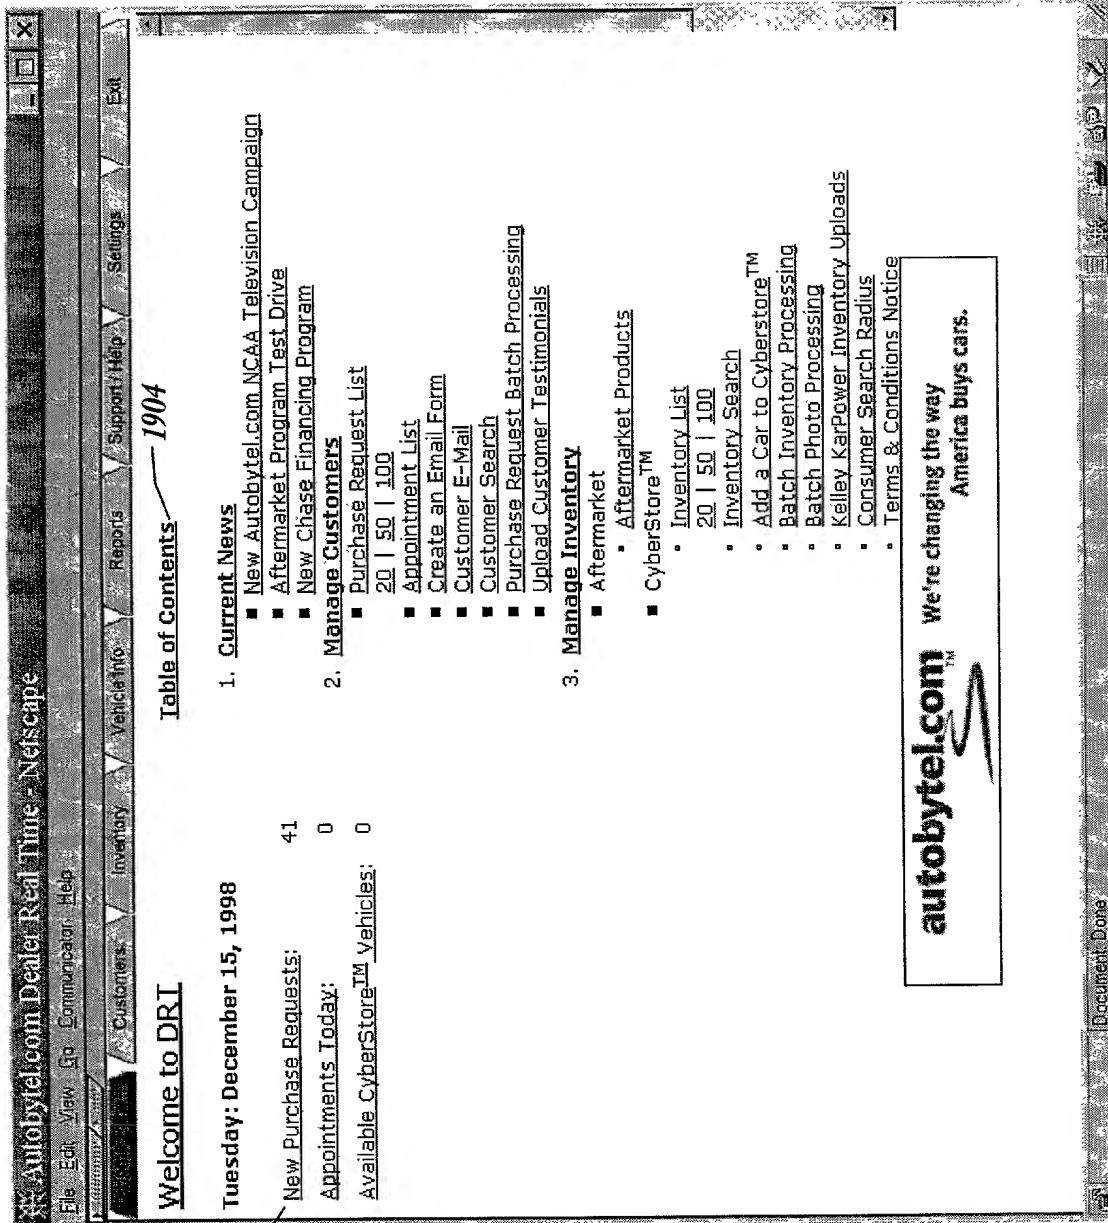 Autobytel.com Dealer Real Time - Netscape
File Edit View Go Communicator Help
Customers Inventory Vehicle Info Reports Support / Help Settings Exit
Welcome to DRT
Tuesday: December 15, 1998
New Purchase Requests: 41
Appointments Today: 0
Available CyberStore™ Vehicles: 0
Table of Contents 1904
1. Current News
■ New Autobytel.com NCAA Television Campaign
■ Aftermarket Program Test Drive
■ New Chase Financing Program
2. Manage Customers
■ Purchase Request List
20 | 50 | 100
■ Appointment List
■ Create an Email Form
■ Customer E-Mail
■ Customer Search
■ Purchase Request Batch Processing
■ Upload Customer Testimonials
3. Manage Inventory
■ Aftermarket
▪ Aftermarket Products
■ CyberStore™
▫ Inventory List
20 | 50 | 100
▫ Inventory Search
▫ Add a Car to Cyberstore™
▫ Batch Inventory Processing
▫ Batch Photo Processing
▫ Kelley KarPower Inventory Uploads
▫ Consumer Search Radius
▫ Terms & Conditions Notice
autobytel.com™ We're changing the way
America buys cars.
Document: Done